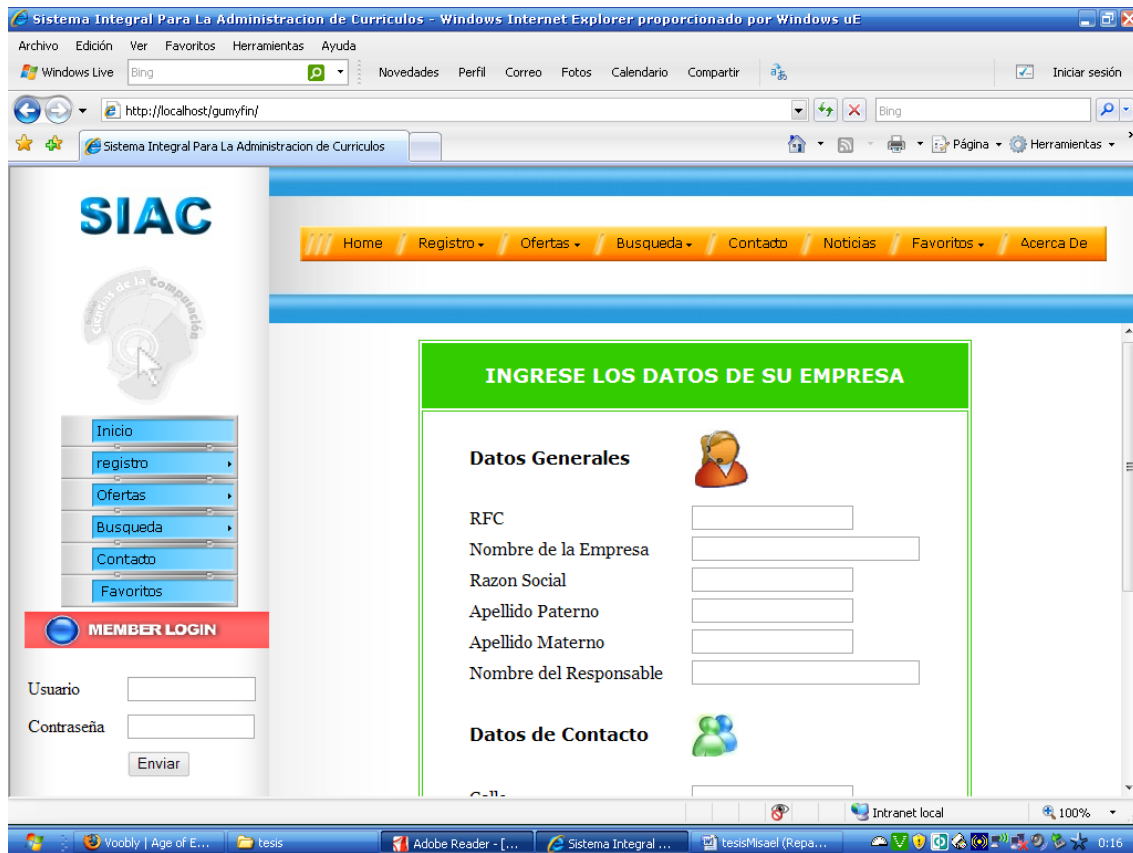 Sistema Integral Para La Administracion de Curriculos - Windows Internet Explorer proporcionado por Windows uE
Archivo Edición Ver Favoritos Herramientas Ayuda
Windows Live Bing Novedades Perfil Correo Fotos Calendario Compartir Iniciar sesión
http://localhost/gumyfin/ Bing
Sistema Integral Para La Administracion de Curriculos Página Herramientas
SIAC
Home Registro Ofertas Busqueda Contacto Noticias Favoritos Acerca De
Ciencias de la Computación
INGRESE LOS DATOS DE SU EMPRESA
Datos Generales
RFC
Nombre de la Empresa
Razon Social
Apellido Paterno
Apellido Materno
Nombre del Responsable
Datos de Contacto
Calle
Inicio
registro
Ofertas
Busqueda
Contacto
Favoritos
MEMBER LOGIN
Usuario
Contraseña
Enviar
Intranet local 100%
Voobly | Age of E... tesis Adobe Reader - [... Sistema Integral ... tesisMisael (Repa... 0:16